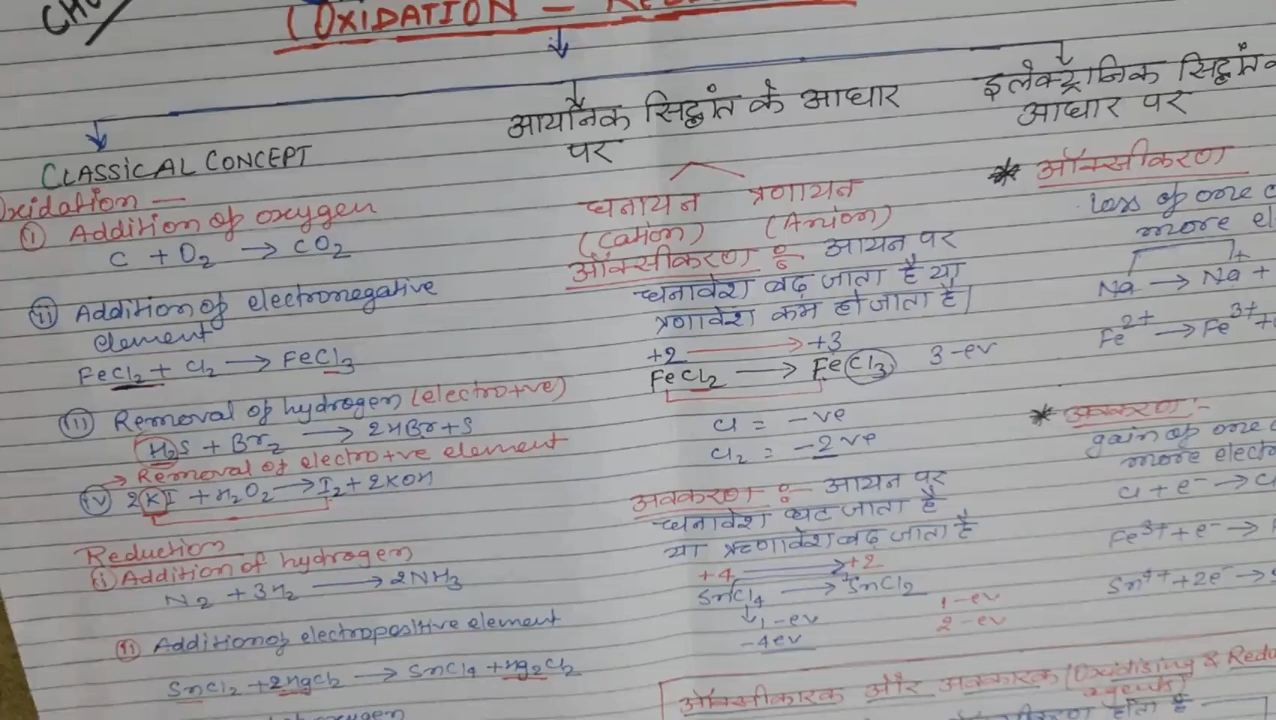 (OXIDATION –
CLASSICAL CONCEPT
Oxidation —
(i) Addition of oxygen
C + O₂ → CO₂
(ii) Addition of electronegative
element
FeCl₂ + Cl₂ → FeCl₃
(iii) Removal of hydrogen (electro+ve)
H₂S + Br₂ → 2HBr + S
→ Removal of electro+ve element
(iv) 2KI + H₂O₂ → I₂ + 2KOH
Reduction
(i) Addition of hydrogen
N₂ + 3H₂ → 2NH₃
(ii) Addition of electropositive element
SnCl₂ + 2HgCl₂ → SnCl₄ + Hg₂Cl₂
oxygen
आयनिक सिद्धांत के आधार
पर
धनायन ऋणायन
(Cation) (Anion)
ऑक्सीकरण :- आयन पर
धनावेश बढ़ जाता है या
ऋणावेश कम हो जाता है।
+2 → +3
FeCl₂ → FeCl₃ 3-ev
Cl = -ve
Cl₂ = -2ve
अवकरण :- आयन पर
धनावेश घट जाता है
या ऋणावेश बढ़ जाता है
+4 → +2
SnCl₄ → SnCl₂
↓1-ev 1-ev
-4ev 2-ev
ऑक्सीकारक और अवकारक (Oxidising &
agents)
होता है
इलेक्ट्रानिक सिद्धांत
आधार पर
* ऑक्सीकरण
Loss of one
more
Na → Na⁺ +
Fe²⁺ → Fe³⁺ +
* अवकरण:-
gain of one
more
Cl + e⁻ →
Fe³⁺ + e⁻ →
Sn⁴⁺ + 2e⁻ →